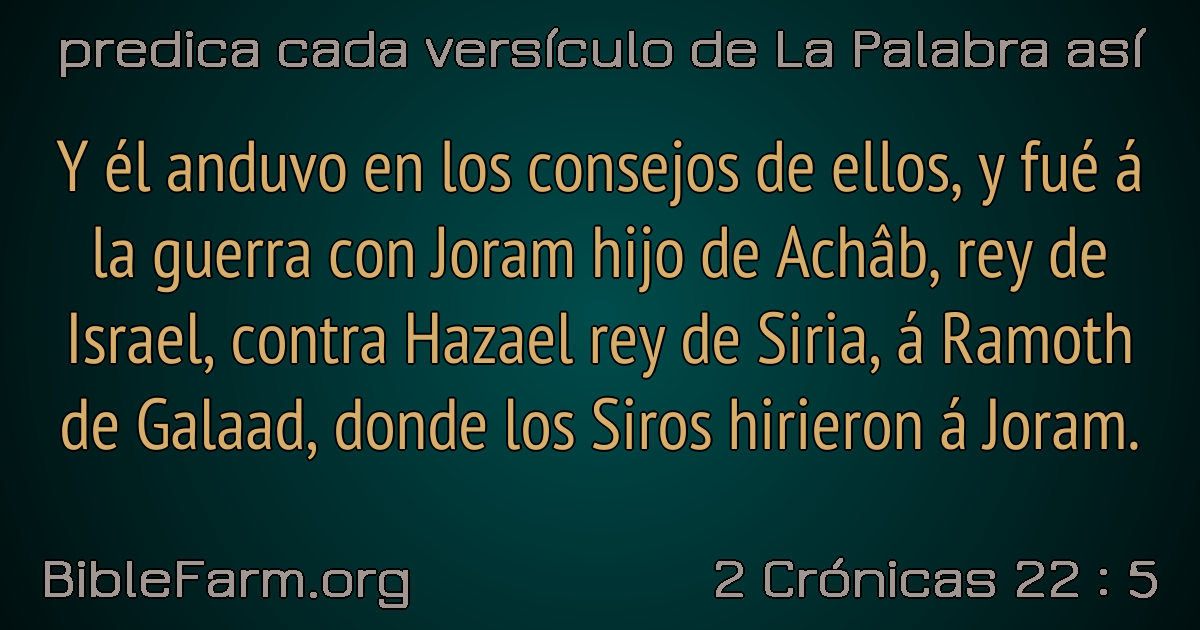 predica cada versículo de La Palabra así
Y él anduvo en los consejos de ellos, y fué á
la guerra con Joram hijo de Achâb, rey de
Israel, contra Hazael rey de Siria, á Ramoth
de Galaad, donde los Siros hirieron á Joram.
BibleFarm.org
2 Crónicas 22 : 5